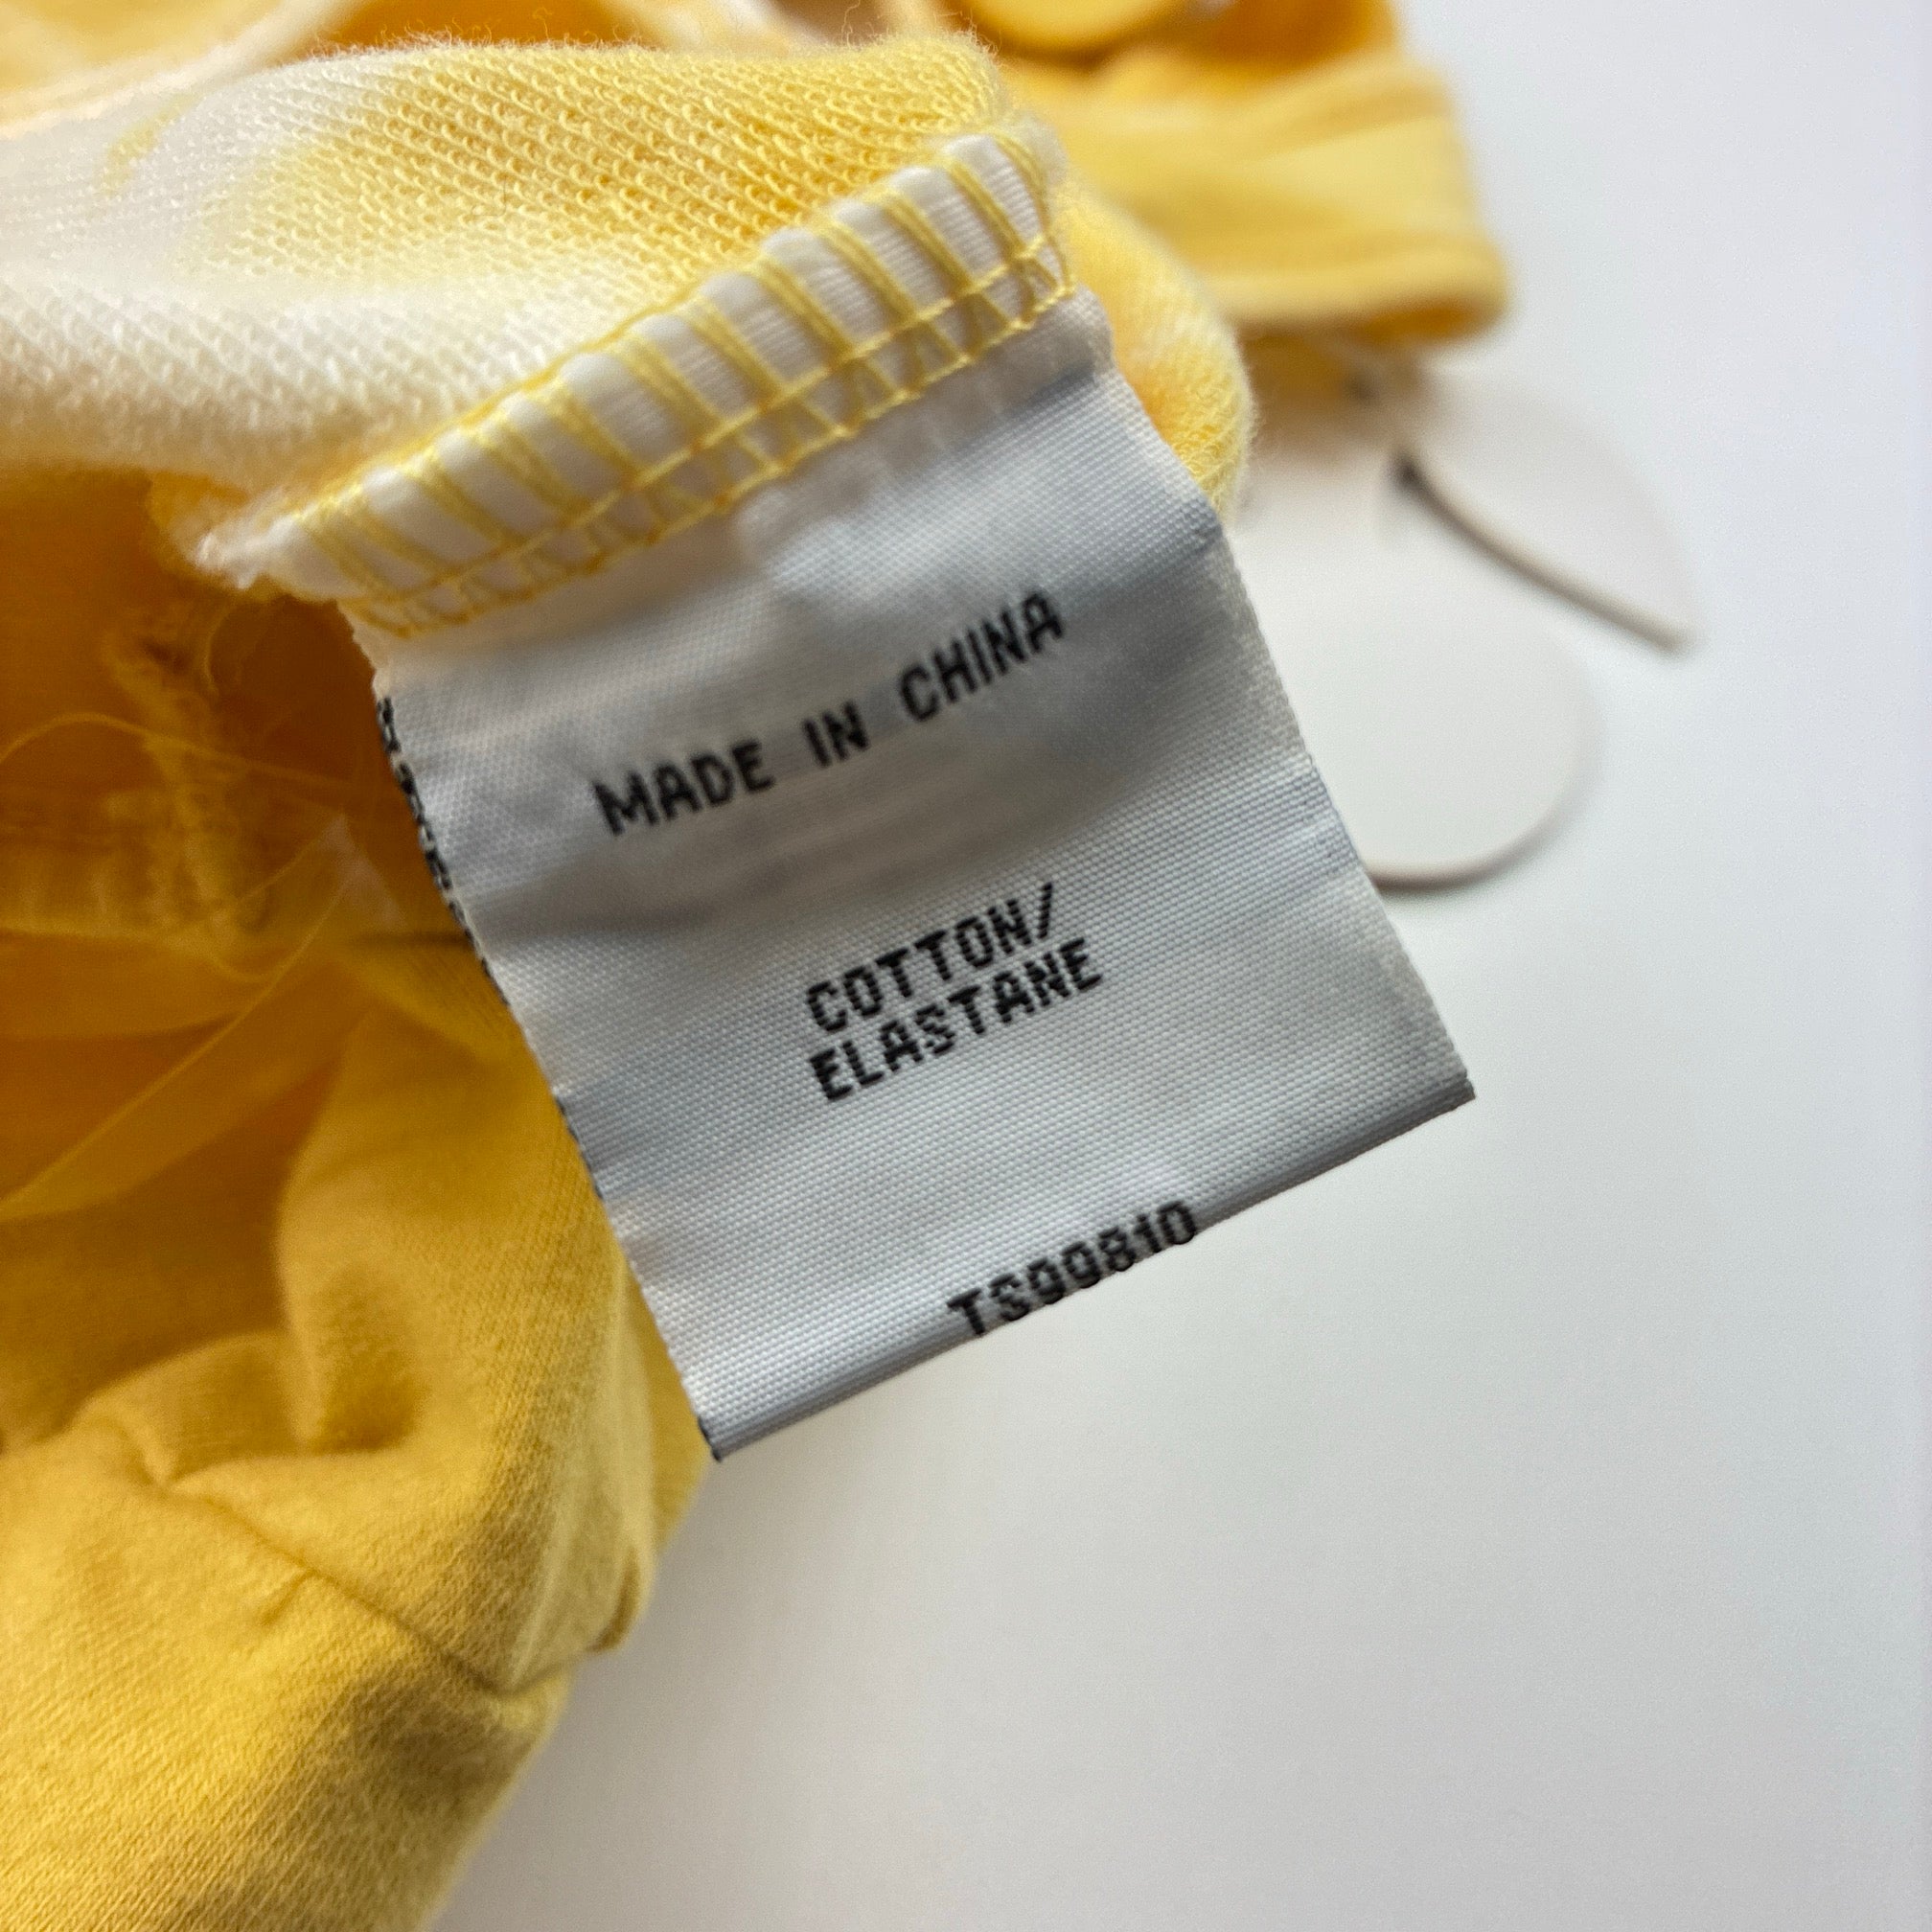 MADE IN CHINA
COTTON/
ELASTANE
TS99810